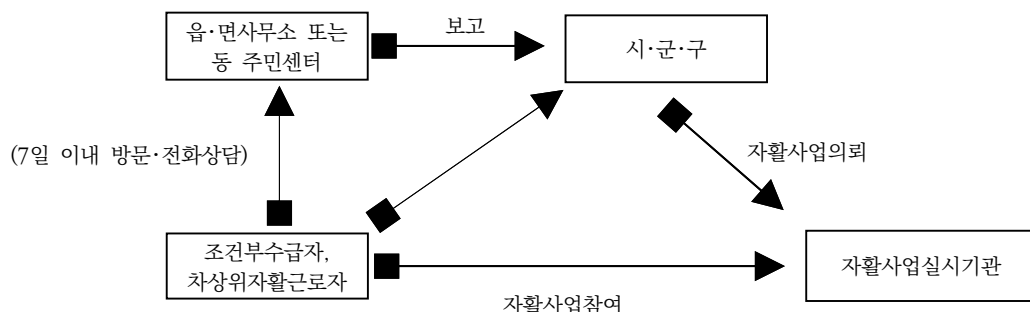 읍·면사무소 또는
동 주민센터
보고
시·군·구
(7일 이내 방문·전화상담)
자활사업의뢰
조건부수급자,
차상위자활근로자
자활사업실시기관
자활사업참여